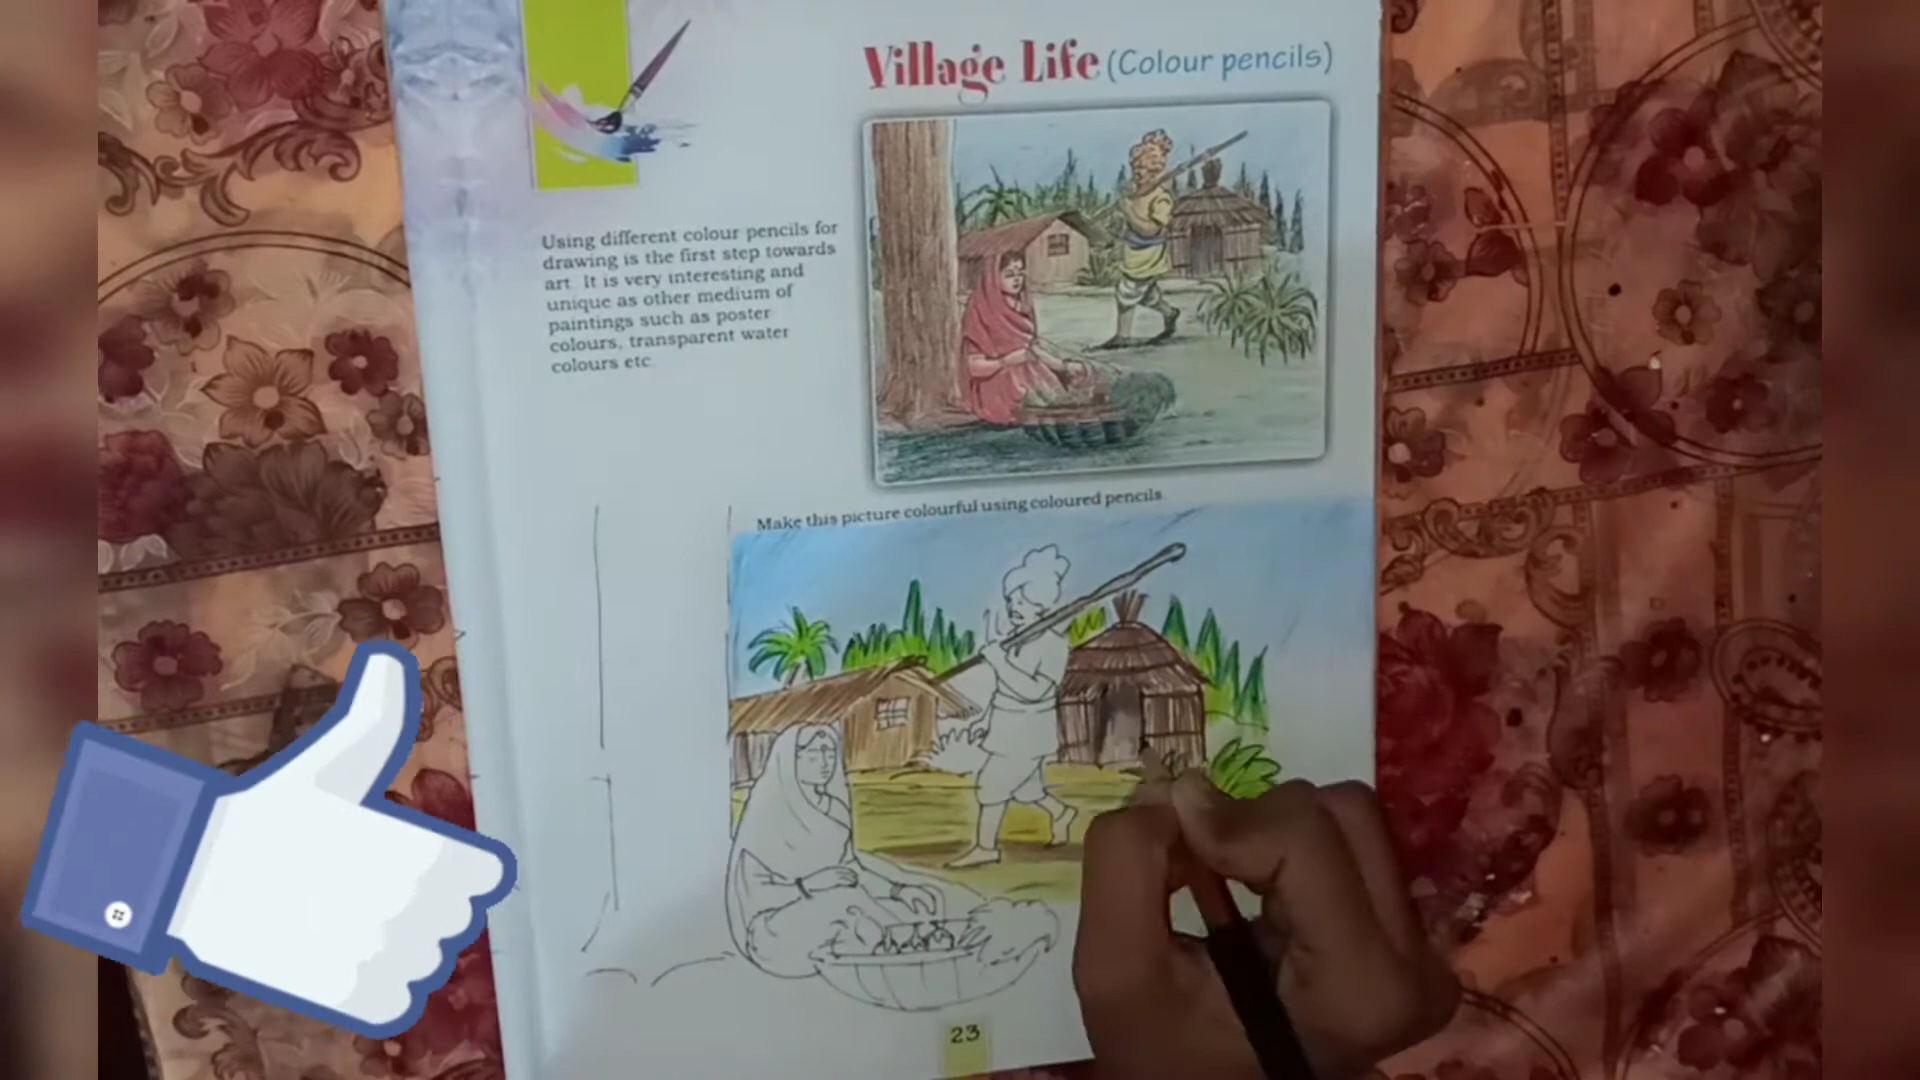 Village Life (Colour pencils)
Using different colour pencils for
drawing is the first step towards
art. It is very interesting and
unique as other medium of
paintings such as poster
colours, transparent water
colours etc.
Make this picture colourful using coloured pencils.
23